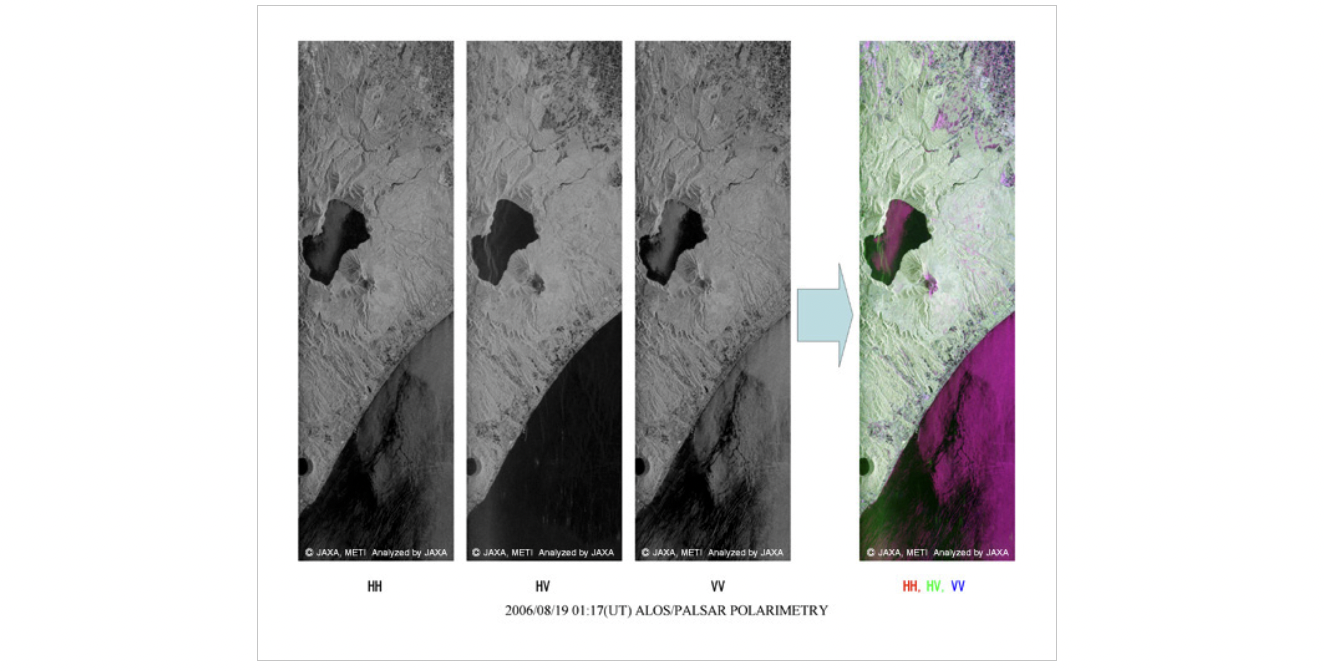 © JAXA, METI Analyzed by JAXA
© JAXA, METI Analyzed by JAXA
© JAXA, METI Analyzed by JAXA
© JAXA, METI Analyzed by JAXA
HH
HV
VV
HH, HV, VV
2006/08/19 01:17(UT) ALOS/PALSAR POLARIMETRY